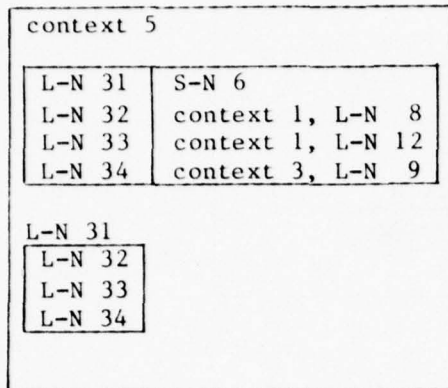 context 5
L-N 31 S-N 6
L-N 32 context 1, L-N 8
L-N 33 context 1, L-N 12
L-N 34 context 3, L-N 9
L-N 31
L-N 32
L-N 33
L-N 34